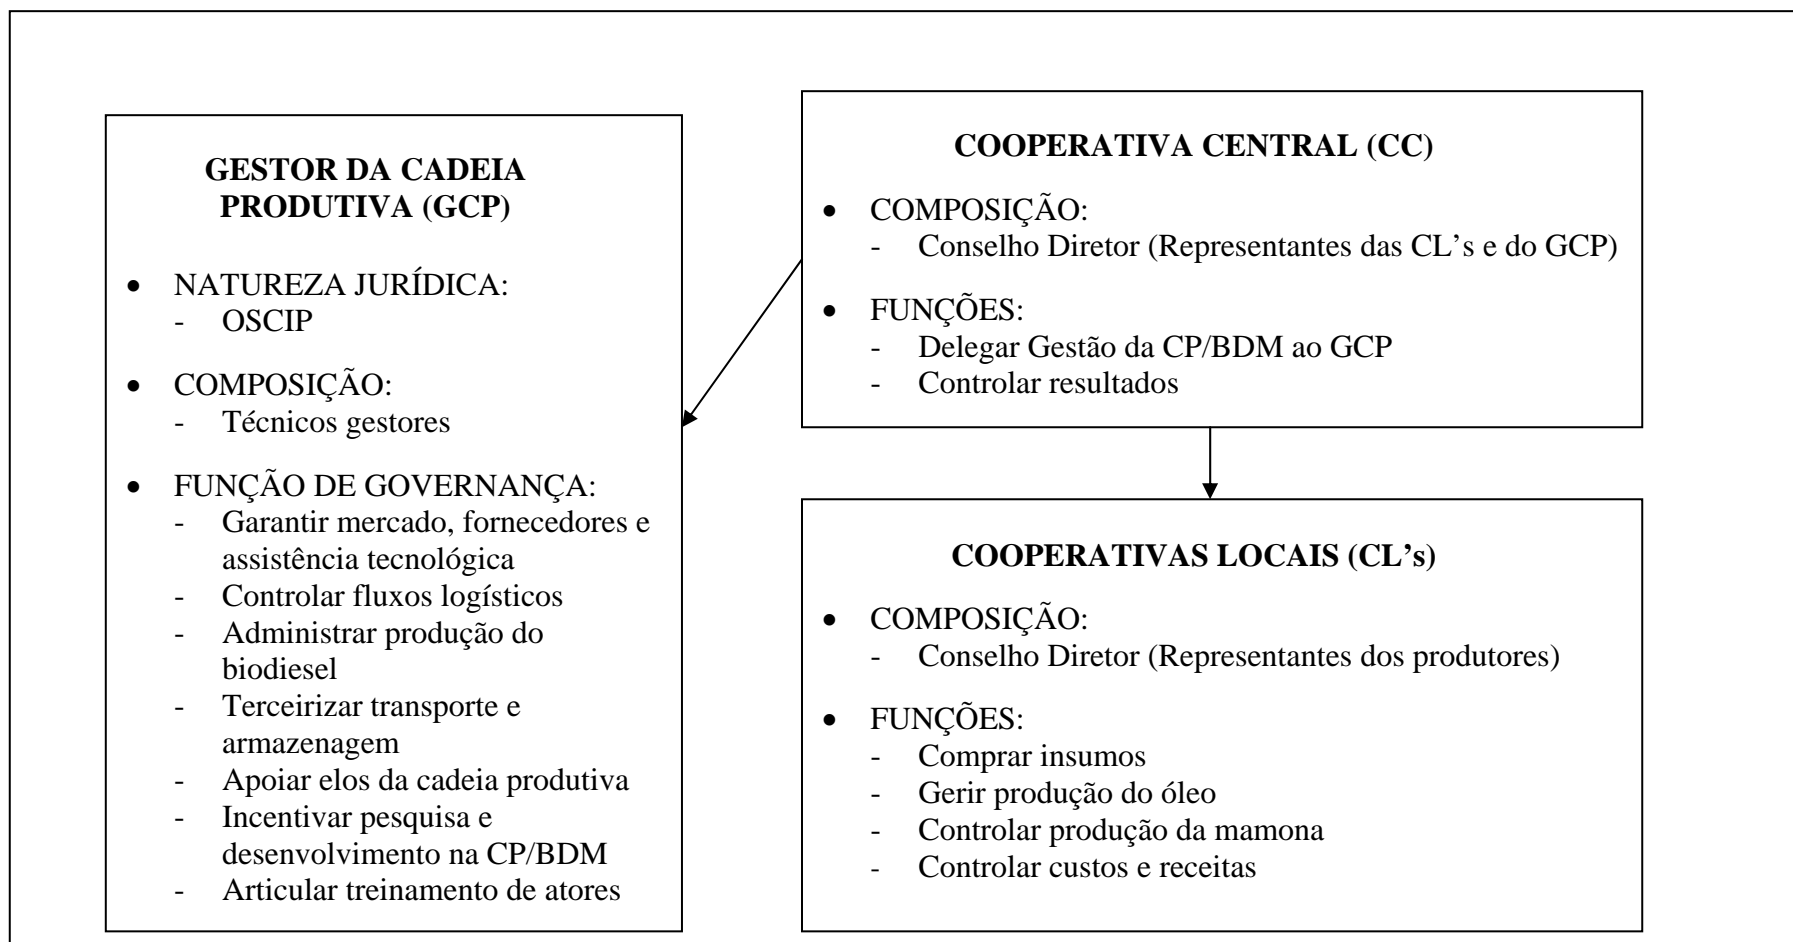 GESTOR DA CADEIA
PRODUTIVA (GCP)
• NATUREZA JURÍDICA:
- OSCIP
• COMPOSIÇÃO:
- Técnicos gestores
• FUNÇÃO DE GOVERNANÇA:
- Garantir mercado, fornecedores e
assistência tecnológica
- Controlar fluxos logísticos
- Administrar produção do
biodiesel
- Terceirizar transporte e
armazenagem
- Apoiar elos da cadeia produtiva
- Incentivar pesquisa e
desenvolvimento na CP/BDM
- Articular treinamento de atores
COOPERATIVA CENTRAL (CC)
• COMPOSIÇÃO:
- Conselho Diretor (Representantes das CL’s e do GCP)
• FUNÇÕES:
- Delegar Gestão da CP/BDM ao GCP
- Controlar resultados
COOPERATIVAS LOCAIS (CL’s)
• COMPOSIÇÃO:
- Conselho Diretor (Representantes dos produtores)
• FUNÇÕES:
- Comprar insumos
- Gerir produção do óleo
- Controlar produção da mamona
- Controlar custos e receitas